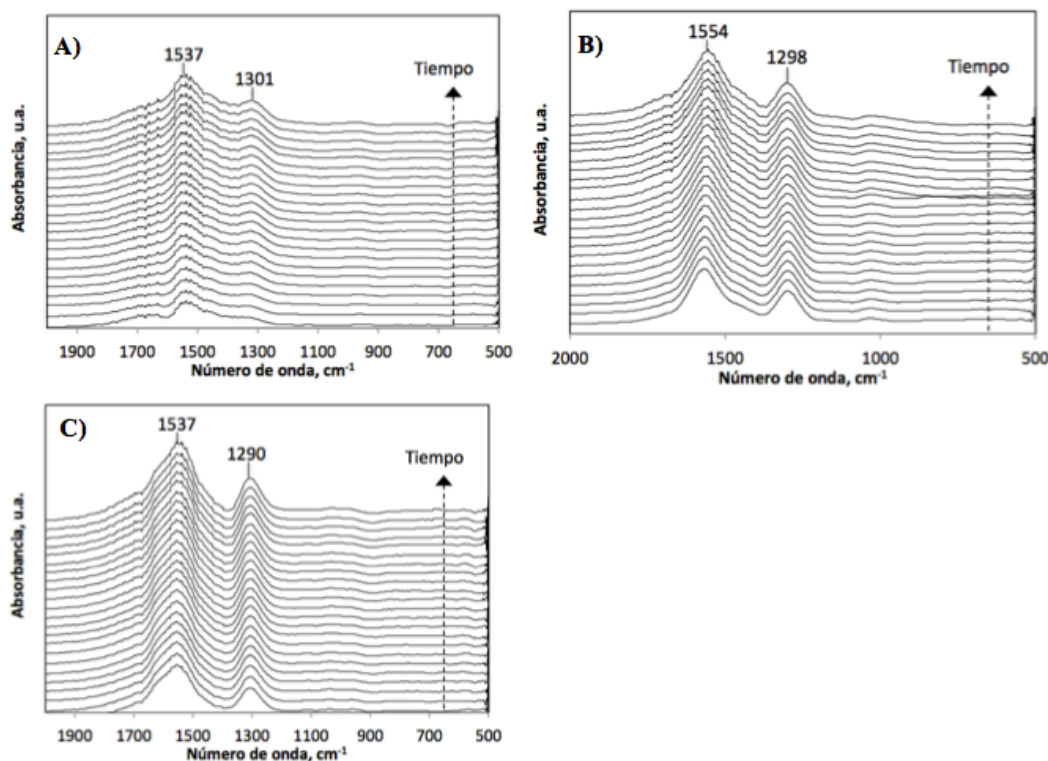 A)
1537
1301
Tiempo
Absorbancia, u.a.
1900 1700 1500 1300 1100 900 700 500
Número de onda, cm-1
B)
1554
1298
Tiempo
Absorbancia, u.a.
2000 1500 1000 500
Número de onda, cm-1
C)
1537
1290
Tiempo
Absorbancia, u.a.
1900 1700 1500 1300 1100 900 700 500
Número de onda, cm-1